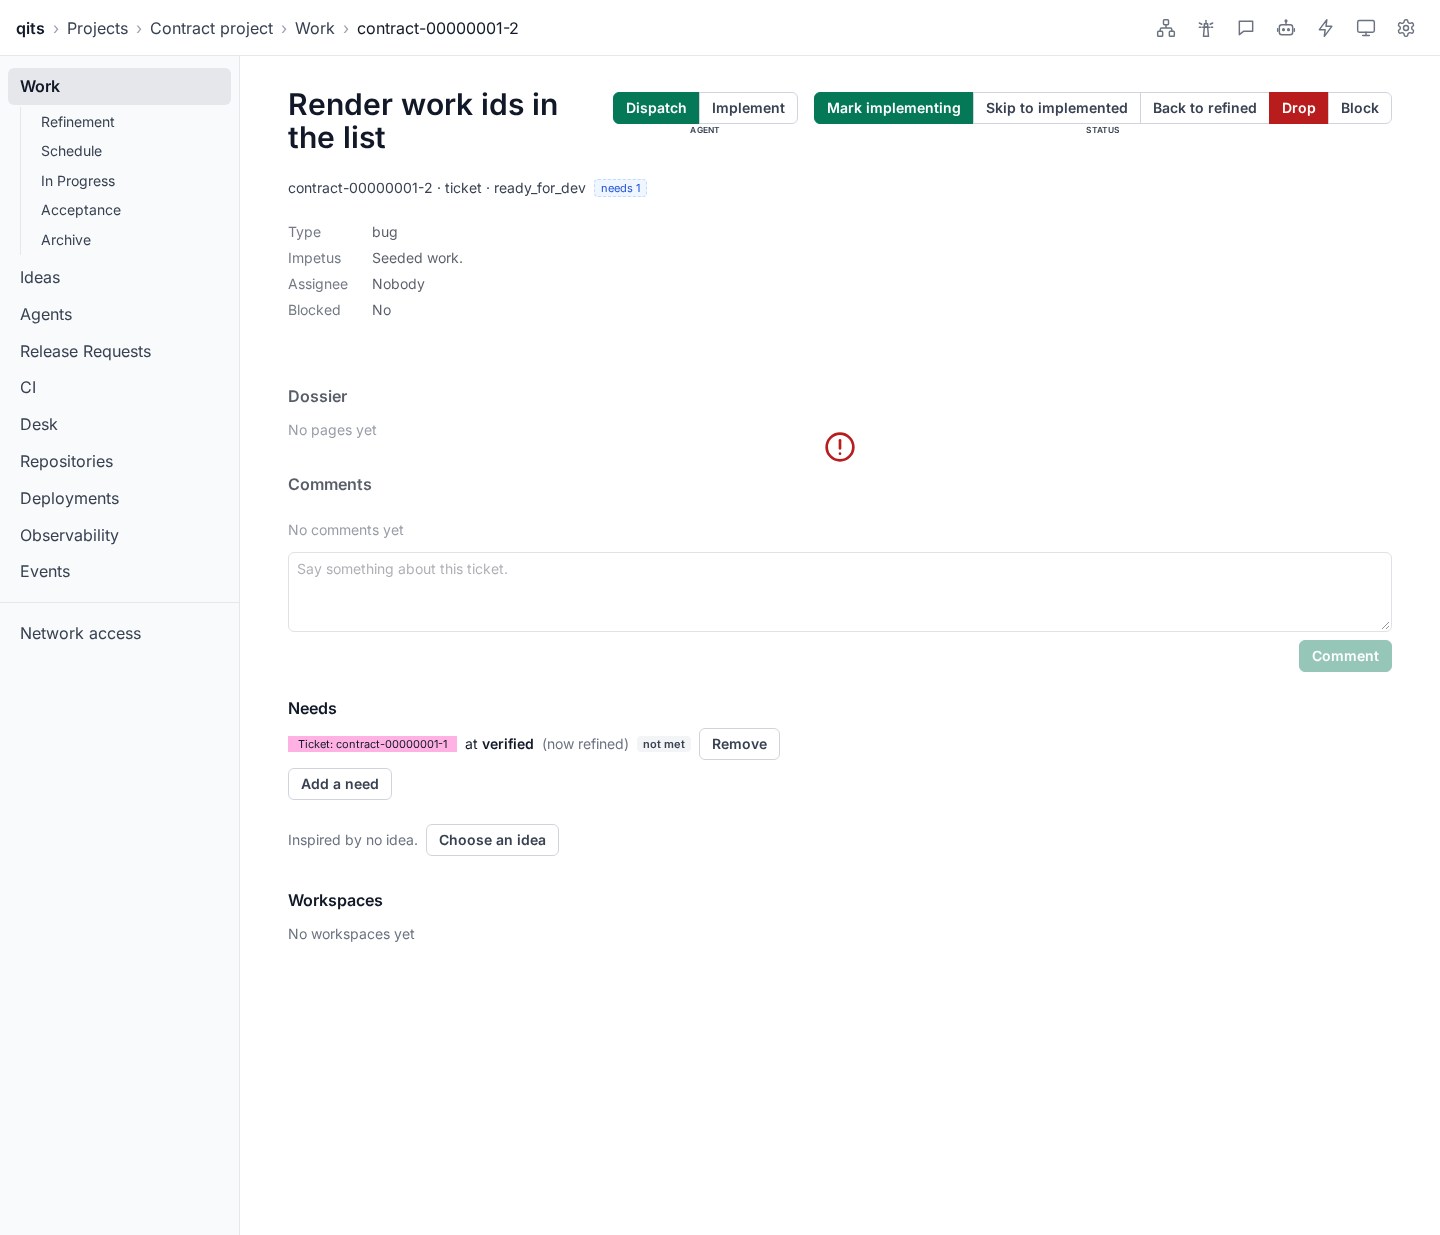 qits › Projects › Contract project › Work › contract-00000001-2
Work
Refinement
Schedule
In Progress
Acceptance
Archive
Ideas
Agents
Release Requests
CI
Desk
Repositories
Deployments
Observability
Events
Network access
Render work ids in
the list
Dispatch Implement
AGENT
Mark implementing Skip to implemented Back to refined Drop Block
STATUS
contract-00000001-2 · ticket · ready_for_dev needs 1
Type bug
Impetus Seeded work.
Assignee Nobody
Blocked No
Dossier
No pages yet
Comments
No comments yet
Say something about this ticket.
Comment
Needs
Ticket: contract-00000001-1 at verified (now refined) not met Remove
Add a need
Inspired by no idea. Choose an idea
Workspaces
No workspaces yet